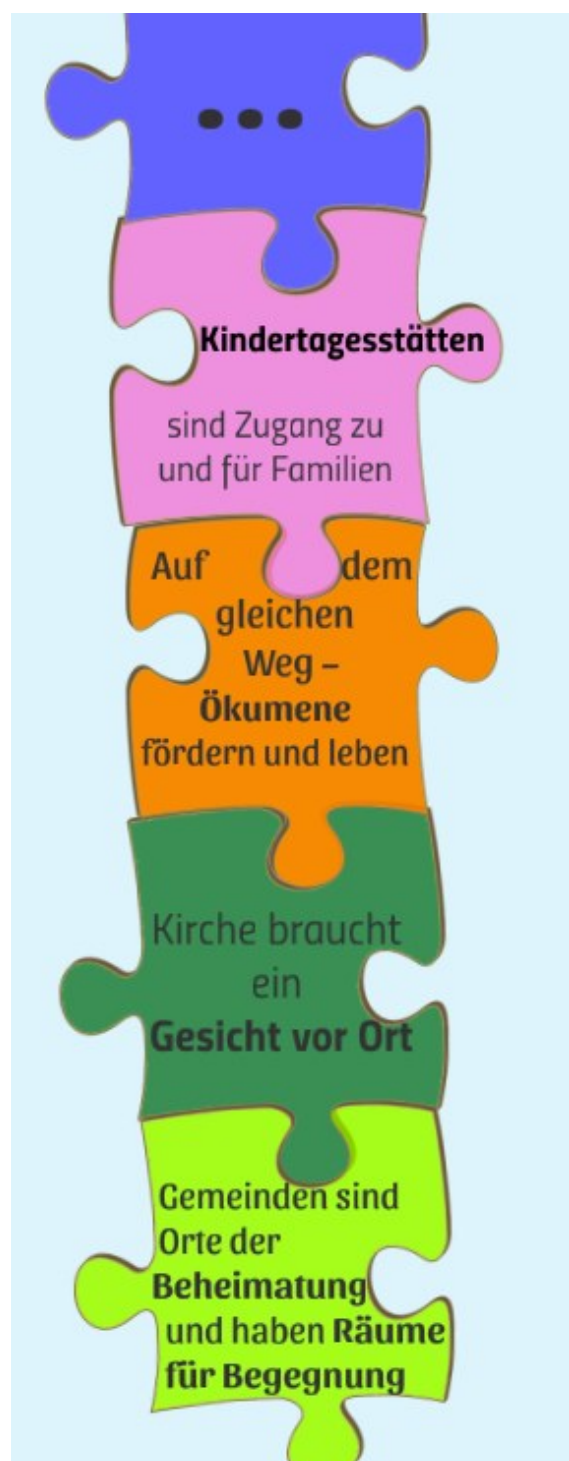 ...
Kindertagesstätten
sind Zugang zu
und für Familien
Auf dem
gleichen
Weg –
Ökumene
fördern und leben
Kirche braucht
ein
Gesicht vor Ort
Gemeinden sind
Orte der
Beheimatung
und haben Räume
für Begegnung